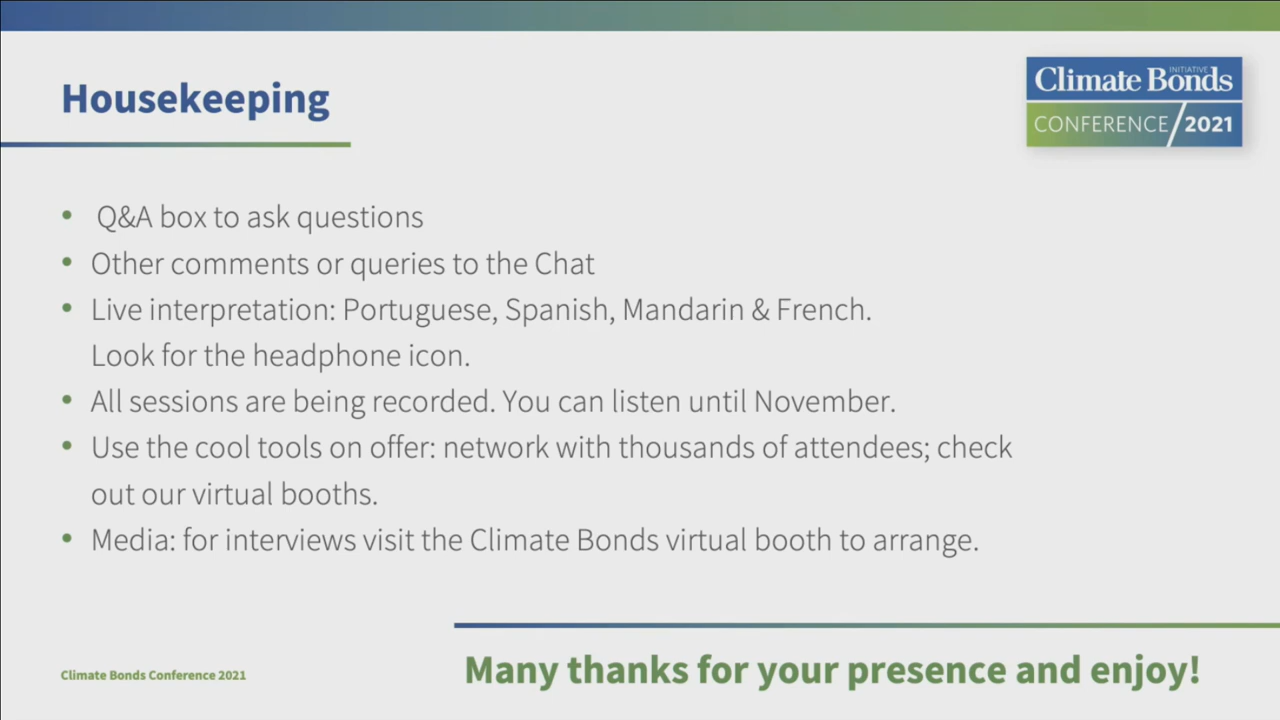 Housekeeping
Climate Bonds INITIATIVE
CONFERENCE/2021
• Q&A box to ask questions
• Other comments or queries to the Chat
• Live interpretation: Portuguese, Spanish, Mandarin & French.
Look for the headphone icon.
• All sessions are being recorded. You can listen until November.
• Use the cool tools on offer: network with thousands of attendees; check
out our virtual booths.
• Media: for interviews visit the Climate Bonds virtual booth to arrange.
Many thanks for your presence and enjoy!
Climate Bonds Conference 2021